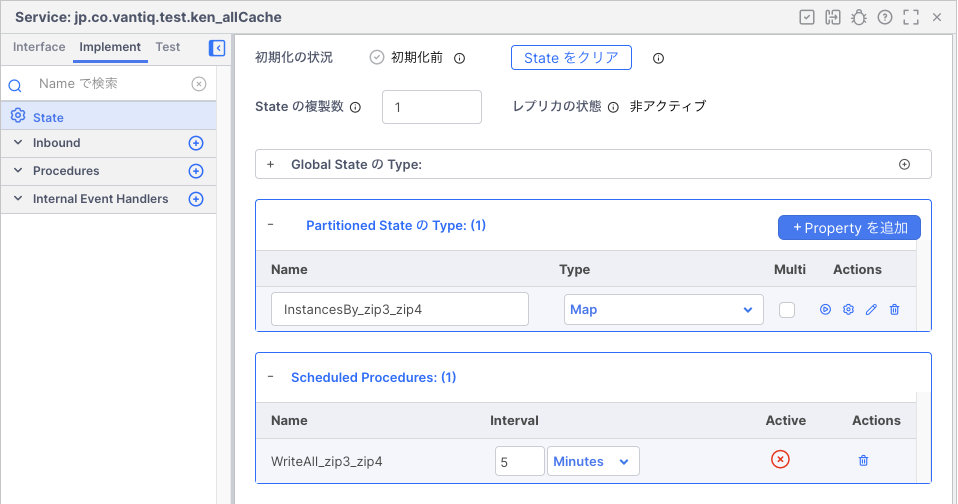 Service: jp.co.vantiq.test.ken_allCache
Interface Implement Test
Name で検索
State
Inbound
Procedures
Internal Event Handlers
初期化の状況 初期化前 State をクリア
State の複製数 1 レプリカの状態 非アクティブ
+ Global State の Type:
- Partitioned State の Type: (1) +Property を追加
Name Type Multi Actions
InstancesBy_zip3_zip4 Map
- Scheduled Procedures: (1)
Name Interval Active Actions
WriteAll_zip3_zip4 5 Minutes